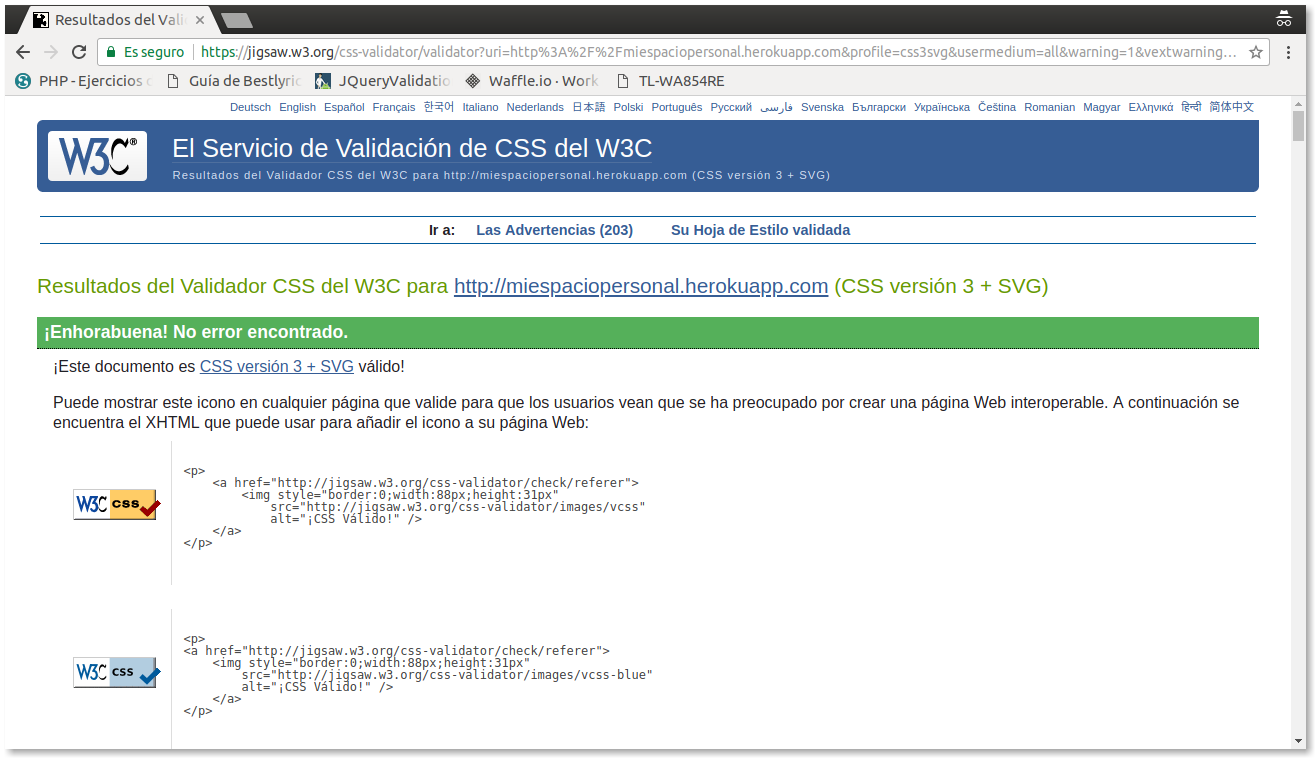 Resultados del Vali
Es seguro https://jigsaw.w3.org/css-validator/validator?uri=http%3A%2F%2Fmiespaciopersonal.herokuapp.com&profile=css3svg&usermedium=all&warning=1&vextwarning...
PHP - Ejercicios Guía de Bestlyric JQueryValidatio Waffle.io · Work TL-WA854RE
Deutsch English Español Français 한국어 Italiano Nederlands 日本語 Polski Português Русский فارسی Svenska Български Українська Čeština Romanian Magyar Ελληνικά हिन्दी 简体中文
W3C® El Servicio de Validación de CSS del W3C
Resultados del Validador CSS del W3C para http://miespaciopersonal.herokuapp.com (CSS versión 3 + SVG)
Ir a: Las Advertencias (203) Su Hoja de Estilo validada
Resultados del Validador CSS del W3C para http://miespaciopersonal.herokuapp.com (CSS versión 3 + SVG)
¡Enhorabuena! No error encontrado.
¡Este documento es CSS versión 3 + SVG válido!
Puede mostrar este icono en cualquier página que valide para que los usuarios vean que se ha preocupado por crear una página Web interoperable. A continuación se
encuentra el XHTML que puede usar para añadir el icono a su página Web:
W3C css
<p>
<a href="http://jigsaw.w3.org/css-validator/check/referer">
<img style="border:0;width:88px;height:31px"
src="http://jigsaw.w3.org/css-validator/images/vcss"
alt="¡CSS Válido!" />
</a>
</p>
W3C css
<p>
<a href="http://jigsaw.w3.org/css-validator/check/referer">
<img style="border:0;width:88px;height:31px"
src="http://jigsaw.w3.org/css-validator/images/vcss-blue"
alt="¡CSS Válido!" />
</a>
</p>